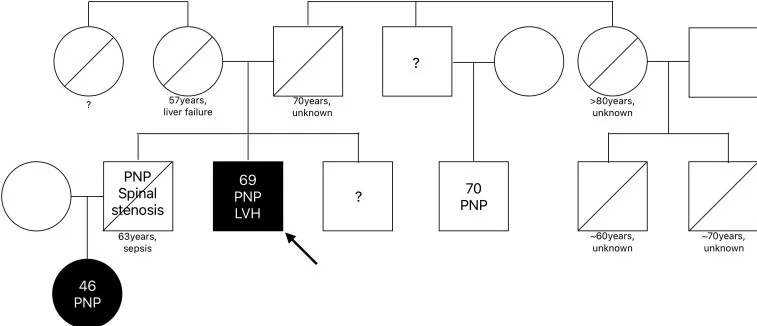 ?
?
57years,
liver failure
70years,
unknown
>80years,
unknown
PNP
Spinal
stenosis
69
PNP
LVH
?
70
PNP
63years,
sepsis
~60years,
unknown
~70years,
unknown
46
PNP